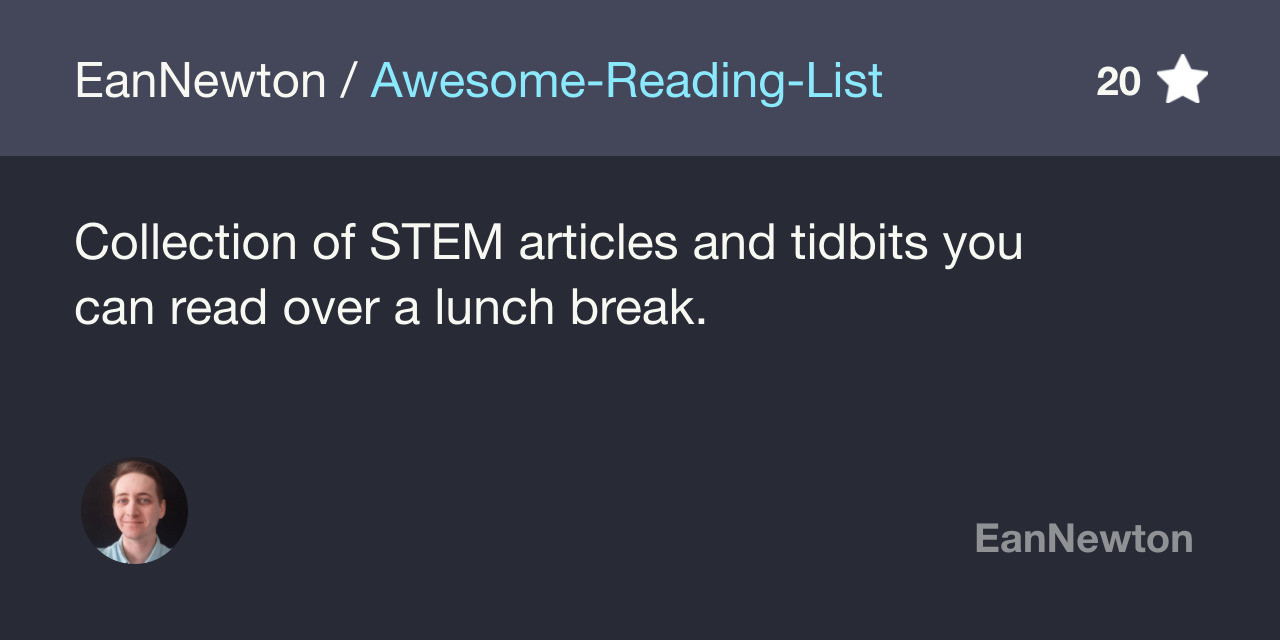 EanNewton / Awesome-Reading-List 20
Collection of STEM articles and tidbits you
can read over a lunch break.
EanNewton